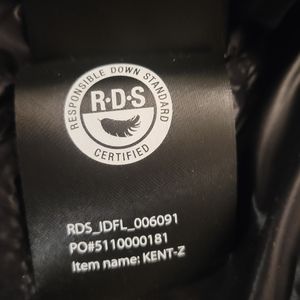 RESPONSIBLE DOWN STANDARD
R·D·S
CERTIFIED
RDS_IDFL_006091
PO#5110000181
Item name: KENT-Z